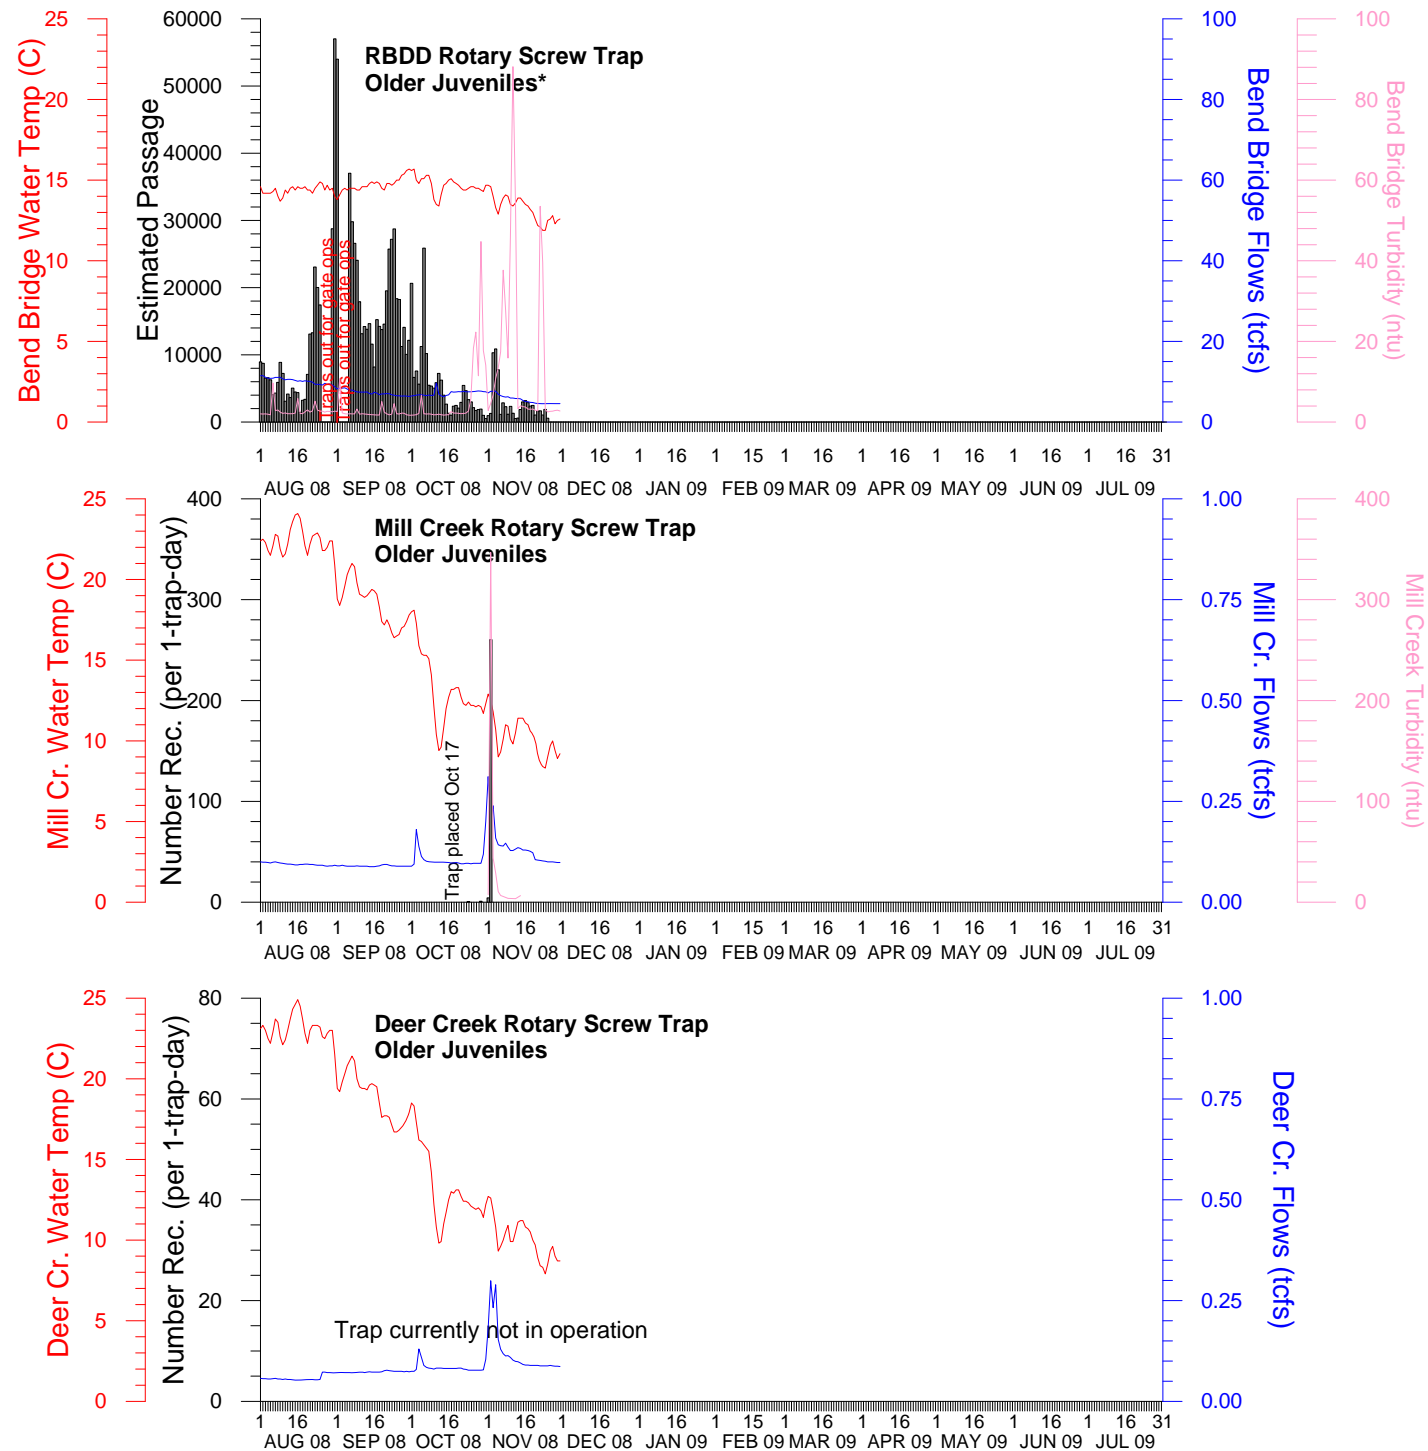 RBDD Rotary Screw Trap
Older Juveniles*
Bend Bridge Water Temp (C)
25
20
15
10
5
0
Estimated Passage
60000
50000
40000
30000
20000
10000
0
Traps out for gate ops
Traps out for gate ops
100
80
60
40
20
0
Bend Bridge Flows (tcfs)
100
80
60
40
20
0
Bend Bridge Turbidity (ntu)
1 16 1 16 1 16 1 16 1 16 1 16 1 15 1 16 1 16 1 16 1 16 1 16 31
AUG 08 SEP 08 OCT 08 NOV 08 DEC 08 JAN 09 FEB 09 MAR 09 APR 09 MAY 09 JUN 09 JUL 09
Mill Creek Rotary Screw Trap
Older Juveniles
Mill Cr. Water Temp (C)
25
20
15
10
5
0
Number Rec. (per 1-trap-day)
400
300
200
100
0
Trap placed Oct 17
1.00
0.75
0.50
0.25
0.00
Mill Cr. Flows (tcfs)
400
300
200
100
0
Mill Creek Turbidity (ntu)
1 16 1 16 1 16 1 16 1 16 1 16 1 15 1 16 1 16 1 16 1 16 1 16 31
AUG 08 SEP 08 OCT 08 NOV 08 DEC 08 JAN 09 FEB 09 MAR 09 APR 09 MAY 09 JUN 09 JUL 09
Deer Creek Rotary Screw Trap
Older Juveniles
Deer Cr. Water Temp (C)
25
20
15
10
5
0
Number Rec. (per 1-trap-day)
80
60
40
20
0
Trap currently not in operation
1.00
0.75
0.50
0.25
0.00
Deer Cr. Flows (tcfs)
1 16 1 16 1 16 1 16 1 16 1 16 1 15 1 16 1 16 1 16 1 16 1 16 31
AUG 08 SEP 08 OCT 08 NOV 08 DEC 08 JAN 09 FEB 09 MAR 09 APR 09 MAY 09 JUN 09 JUL 09